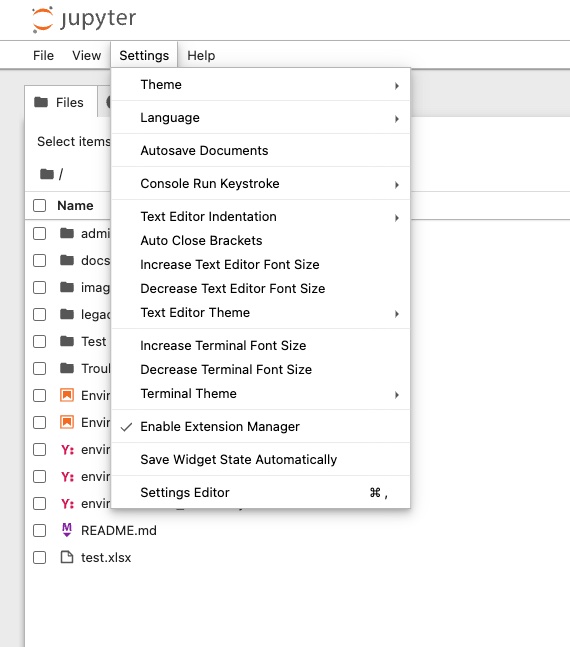 jupyter
File View Settings Help
Files
Select items
/
Name
Theme
Language
Autosave Documents
Console Run Keystroke
Text Editor Indentation
Auto Close Brackets
Increase Text Editor Font Size
Decrease Text Editor Font Size
Text Editor Theme
Increase Terminal Font Size
Decrease Terminal Font Size
Terminal Theme
Enable Extension Manager
Save Widget State Automatically
Settings Editor ⌘ ,
admi
docs
imag
legac
Test
Troul
Envir
Envir
Y: envir
Y: envir
Y: envir
M README.md
test.xlsx